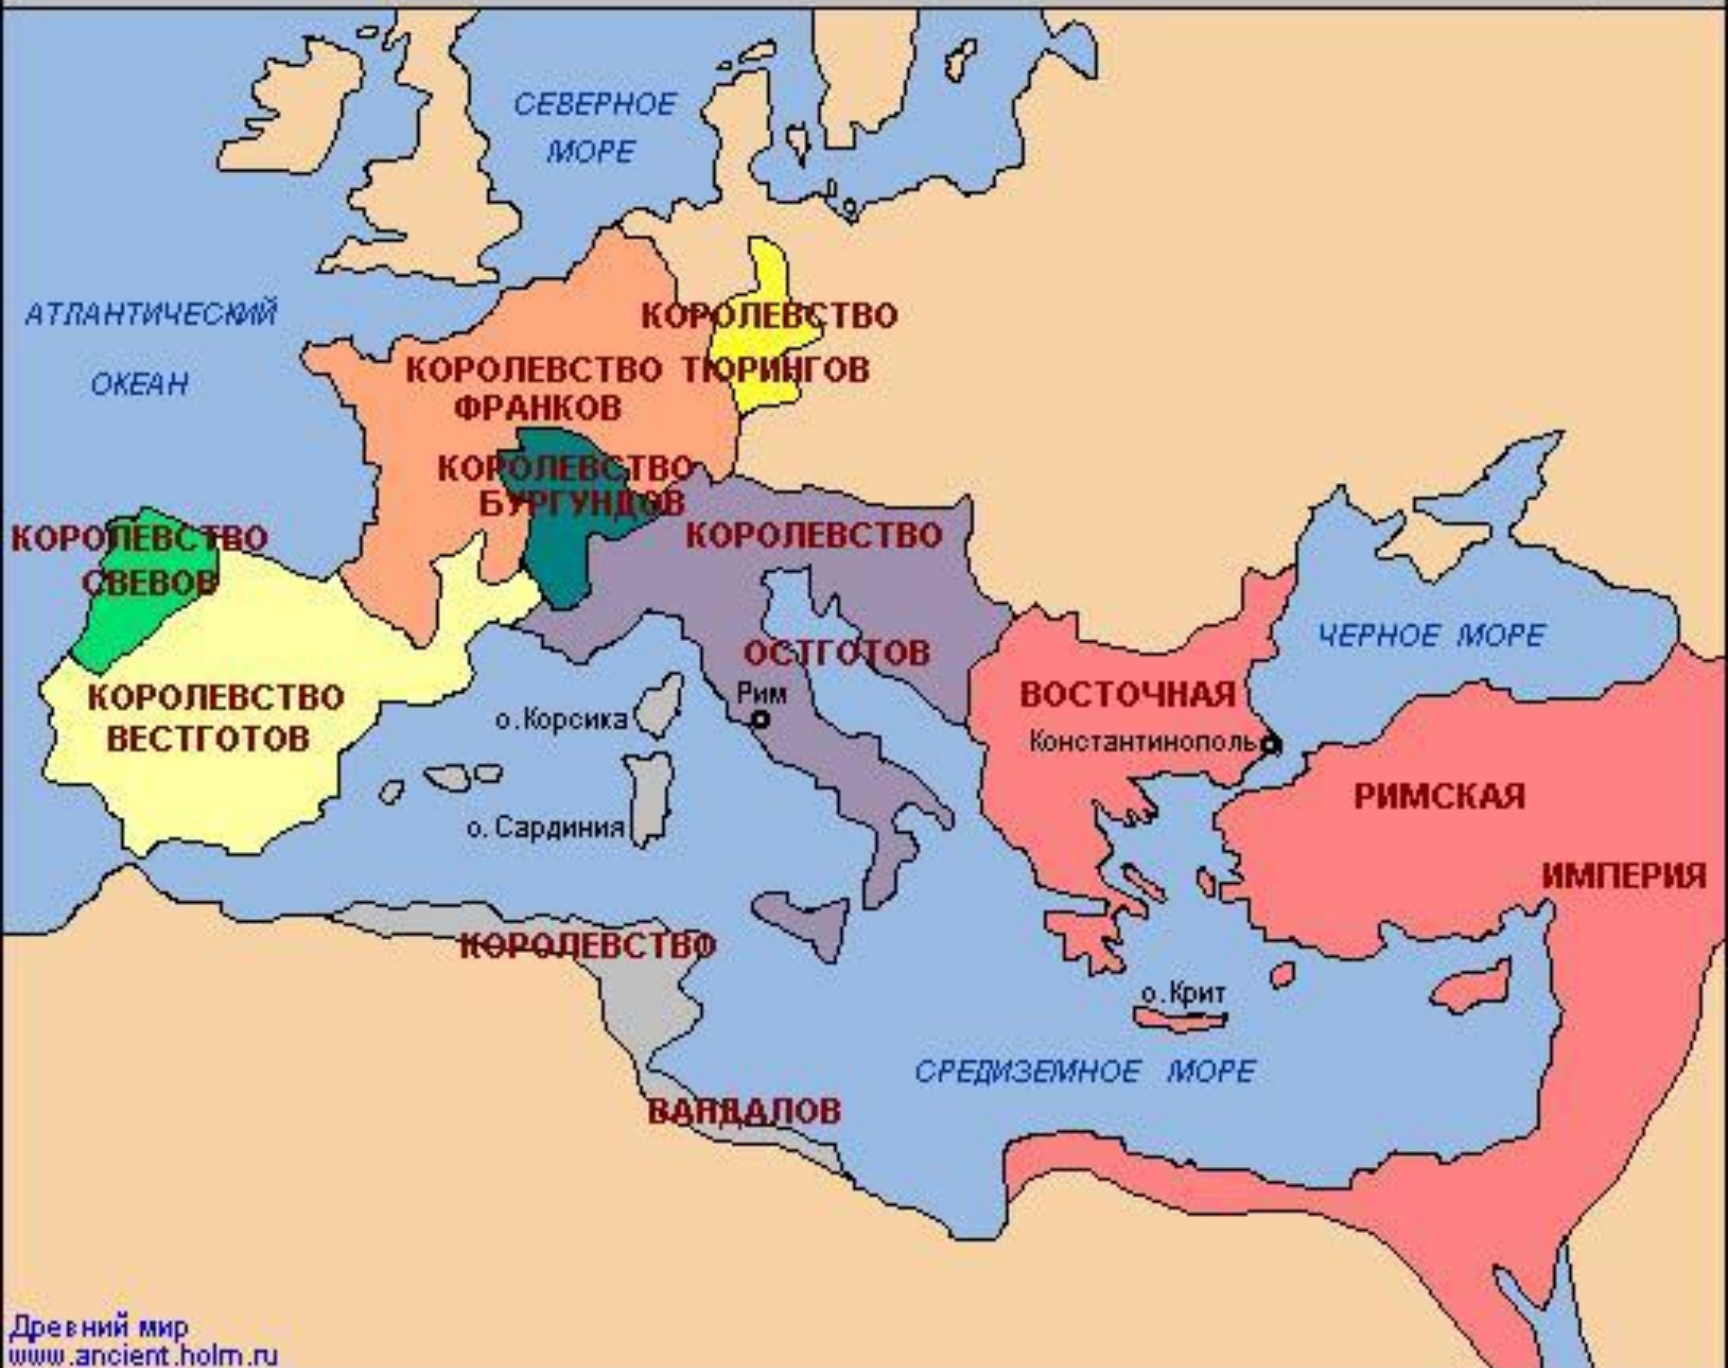 СЕВЕРНОЕ
МОРЕ
АТЛАНТИЧЕСКИЙ
ОКЕАН
КОРОЛЕВСТВО
ТЮРИНГОВ
КОРОЛЕВСТВО
ФРАНКОВ
КОРОЛЕВСТВО
БУРГУНДОВ
КОРОЛЕВСТВО
СВЕВОВ
КОРОЛЕВСТВО
ОСТГОТОВ
КОРОЛЕВСТВО
ВЕСТГОТОВ
Рим
о.Корсика
о.Сардиния
ЧЕРНОЕ МОРЕ
ВОСТОЧНАЯ
Константинополь
РИМСКАЯ
ИМПЕРИЯ
КОРОЛЕВСТВО
ВАНДАЛОВ
о.Крит
СРЕДИЗЕМНОЕ МОРЕ
Древний мир
www.ancient.holm.ru